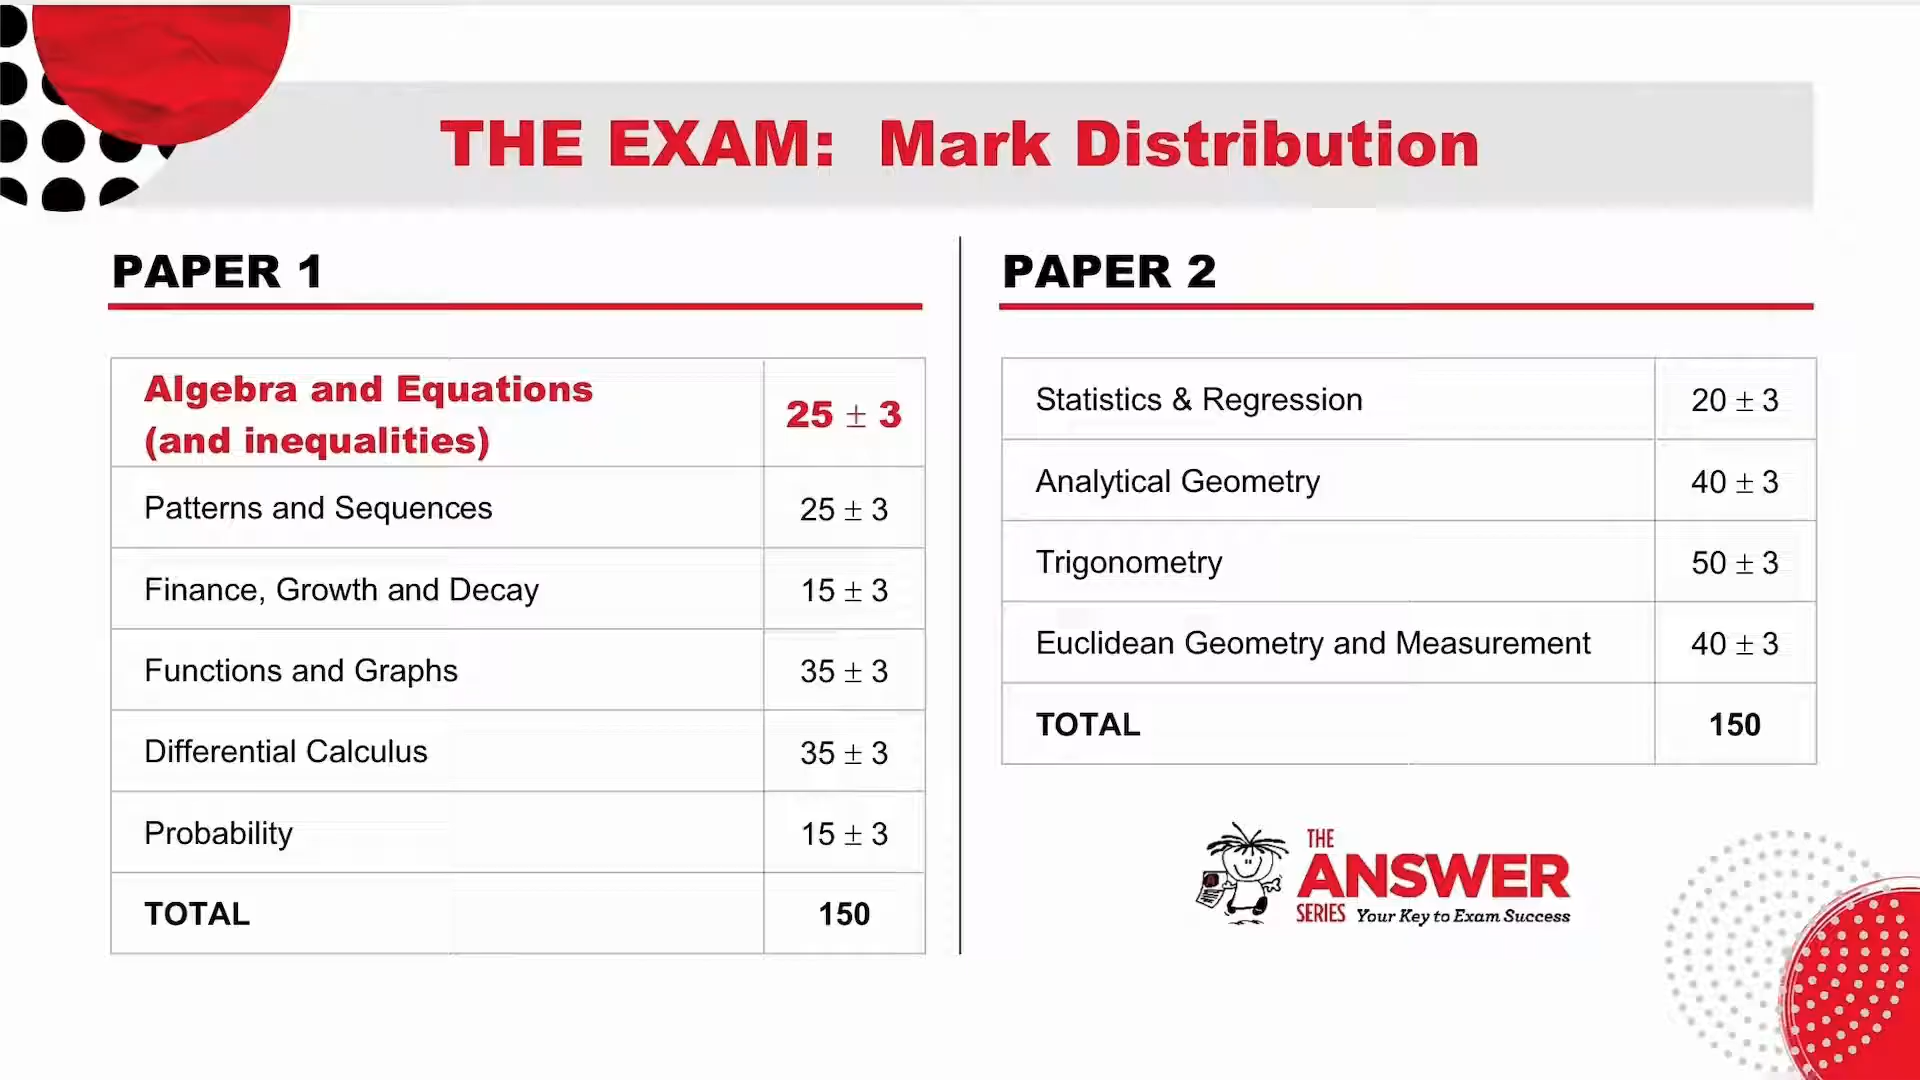 THE EXAM: Mark Distribution
PAPER 1
Algebra and Equations
(and inequalities)
25 ± 3
Patterns and Sequences 25 ± 3
Finance, Growth and Decay 15 ± 3
Functions and Graphs 35 ± 3
Differential Calculus 35 ± 3
Probability 15 ± 3
TOTAL 150
PAPER 2
Statistics & Regression 20 ± 3
Analytical Geometry 40 ± 3
Trigonometry 50 ± 3
Euclidean Geometry and Measurement 40 ± 3
TOTAL 150
THE
ANSWER
SERIES Your Key to Exam Success